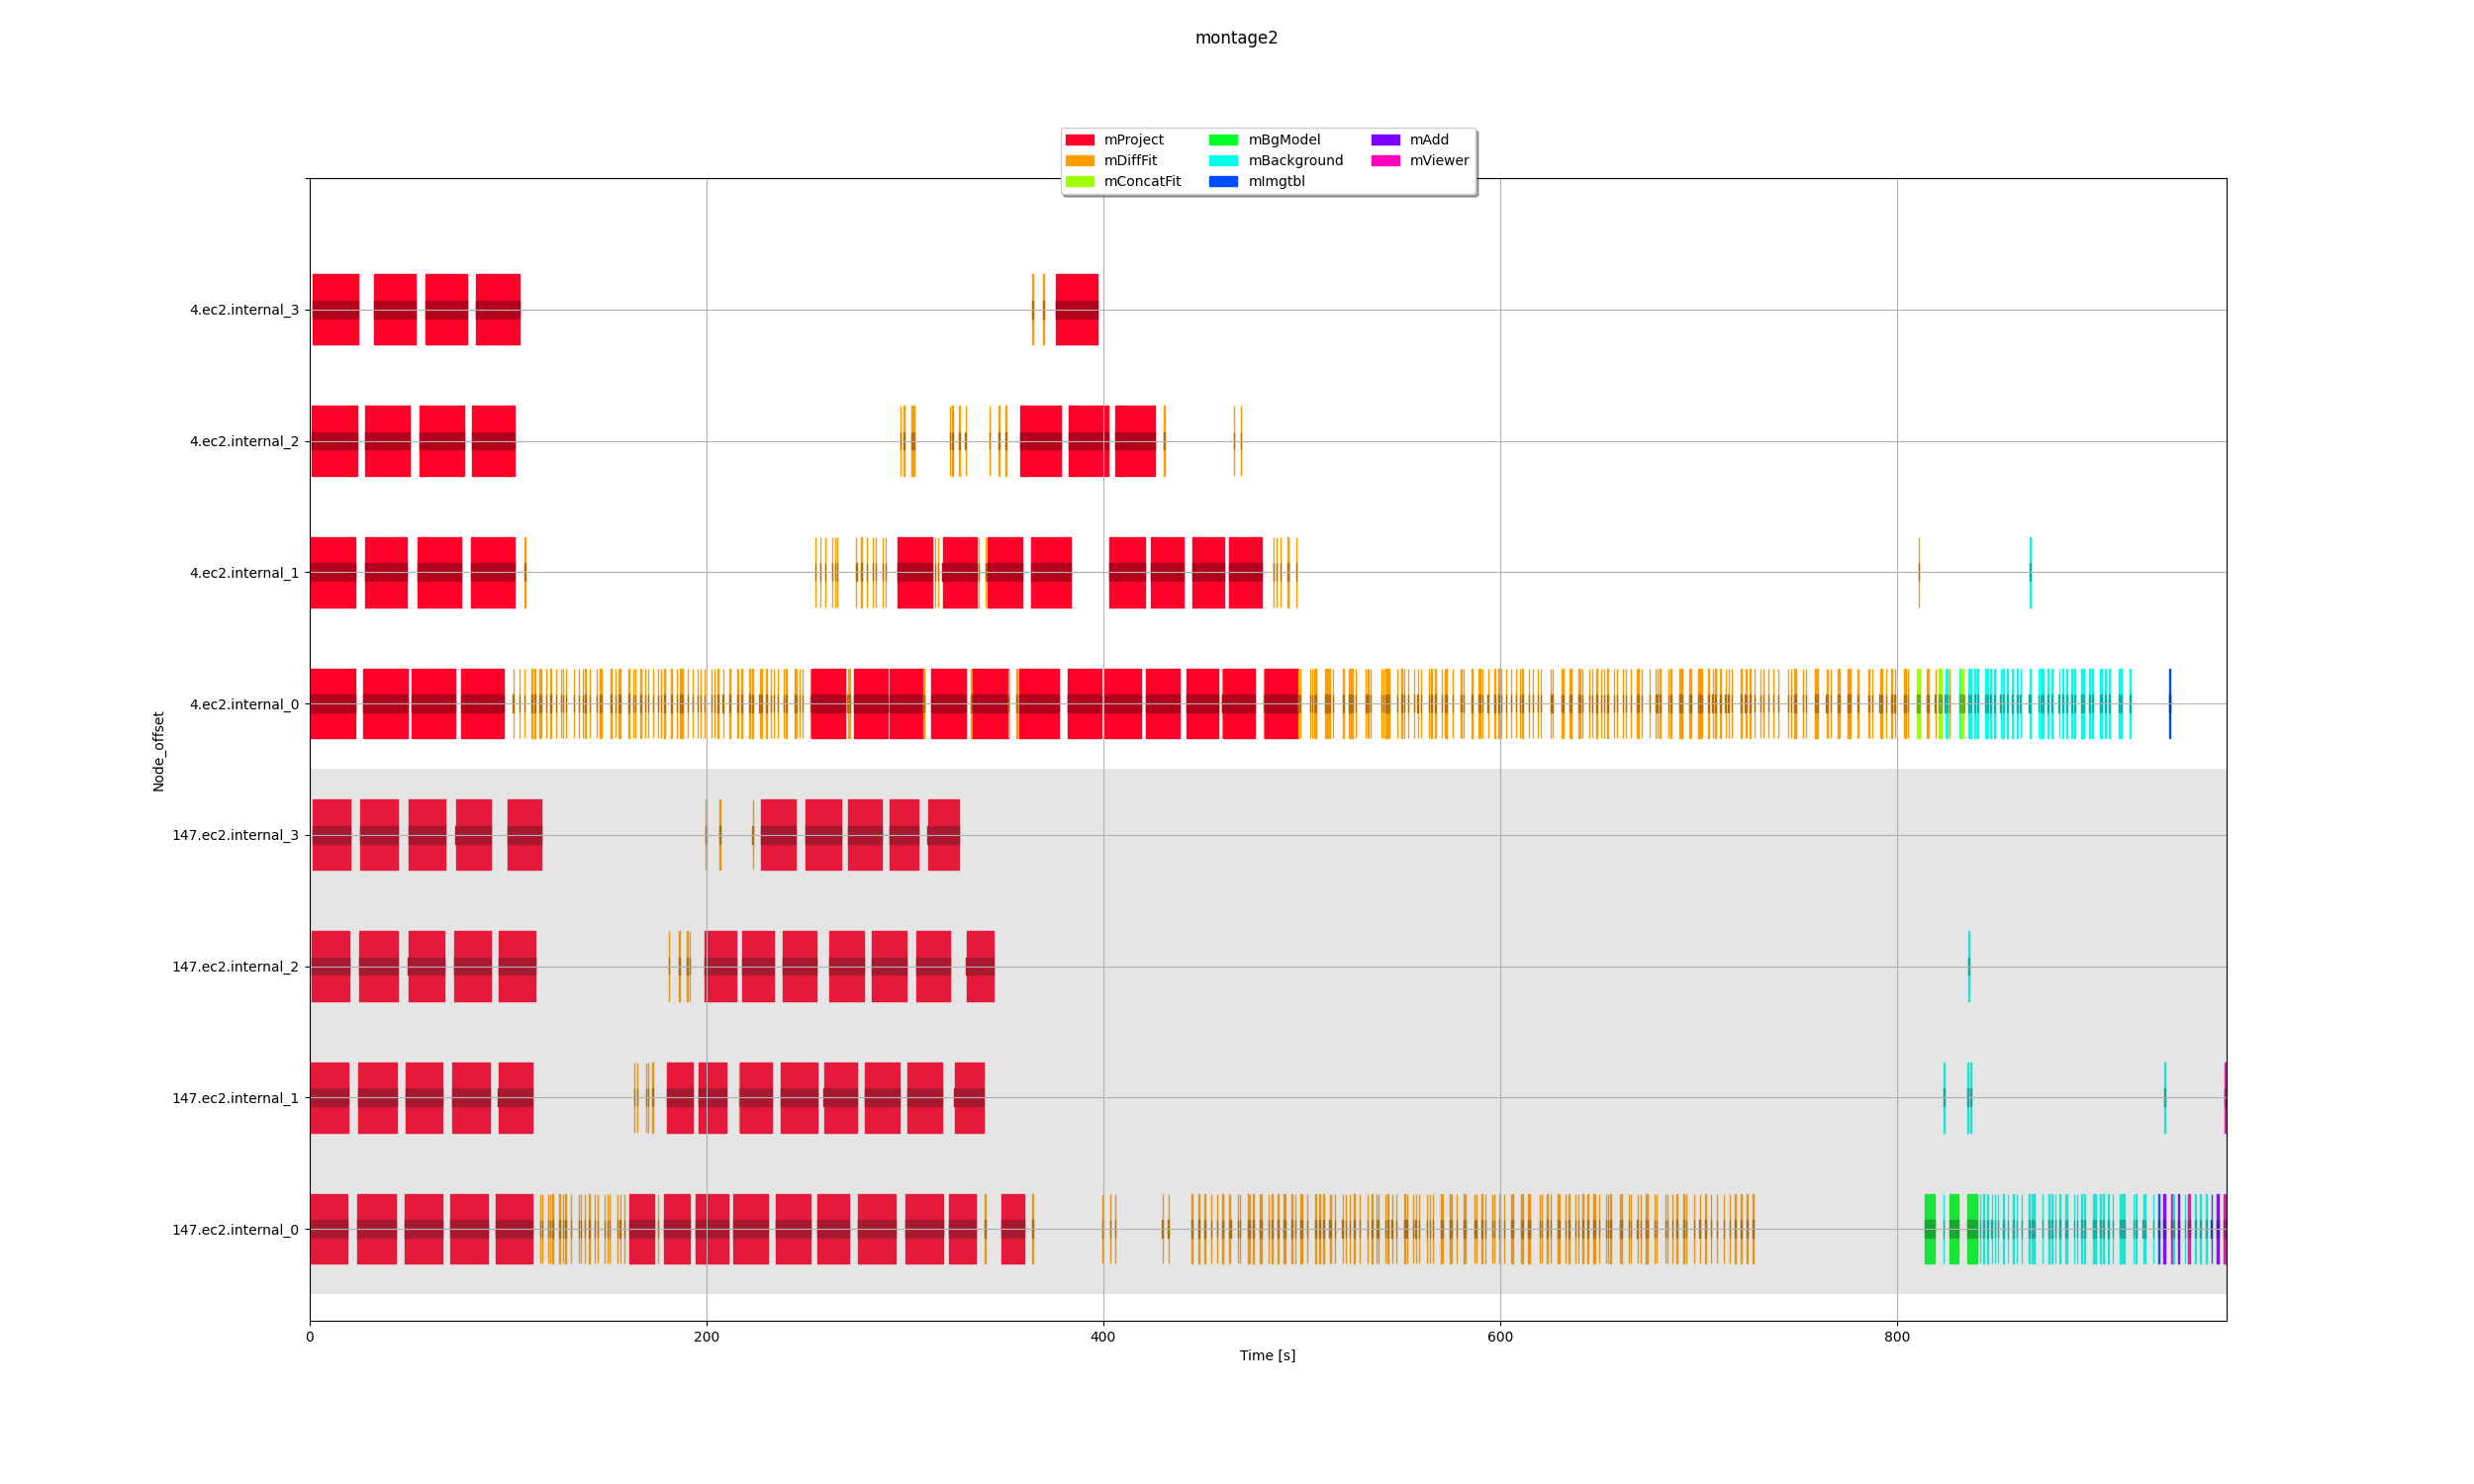 montage2
mProject mBgModel mAdd
mDiffFit mBackground mViewer
mConcatFit mImgtbl
4.ec2.internal_3
4.ec2.internal_2
4.ec2.internal_1
4.ec2.internal_0
Node_offset
147.ec2.internal_3
147.ec2.internal_2
147.ec2.internal_1
147.ec2.internal_0
0 200 400 600 800
Time [s]